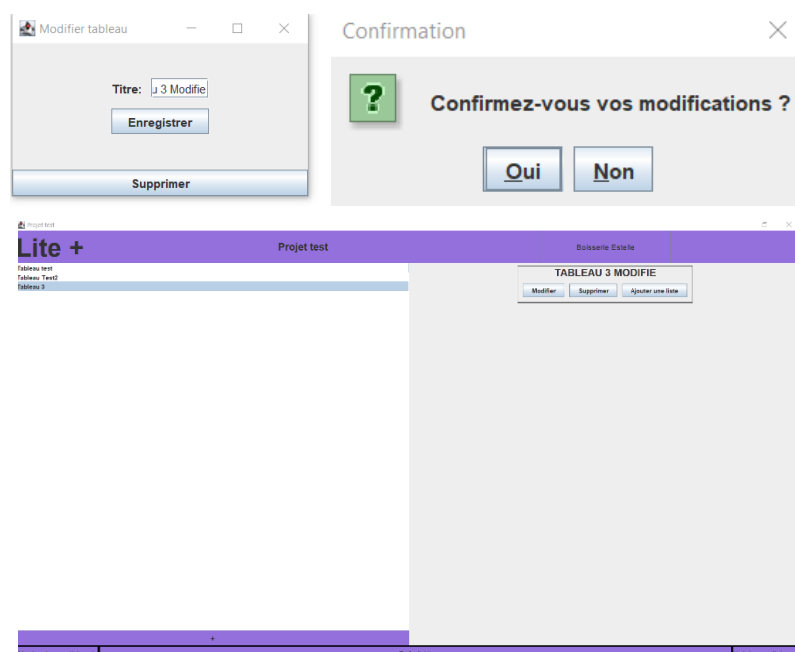 Modifier tableau
Titre: u 3 Modifie
Enregistrer
Supprimer
Confirmation
?
Confirmez-vous vos modifications ?
Oui Non
Projet test
Lite +
Projet test
Boisserie Estelle
Tableau test
Tableau Test2
Tableau 3
TABLEAU 3 MODIFIE
Modifier Supprimer Ajouter une liste
+